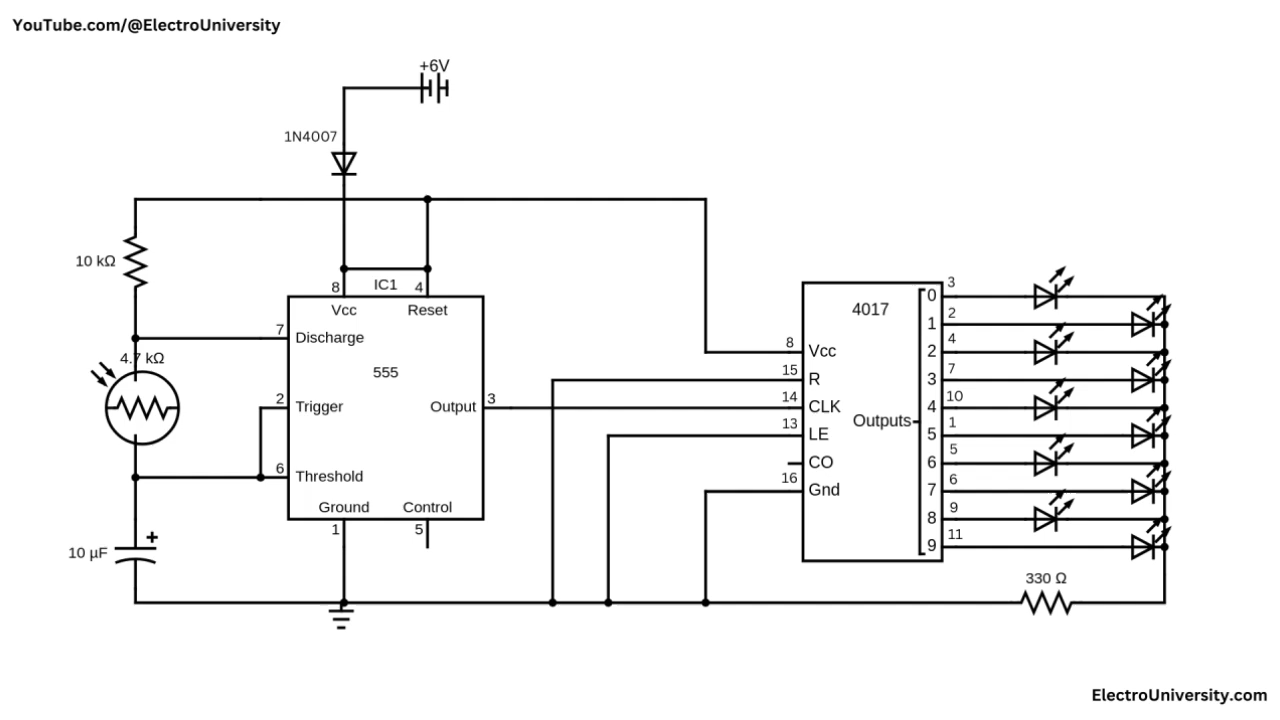 YouTube.com/@ElectroUniversity
+6V
1N4007
10 kΩ
8 IC1 4
Vcc Reset
7 Discharge
4.7 kΩ
555
2 Trigger
Output 3
6 Threshold
Ground Control
1 5
10 µF +
4017
8 Vcc
15 R
14 CLK
13 LE
CO
16 Gnd
Outputs
0 3
1 2
2 4
3 7
4 10
5 1
6 5
7 6
8 9
9 11
330 Ω
ElectroUniversity.com